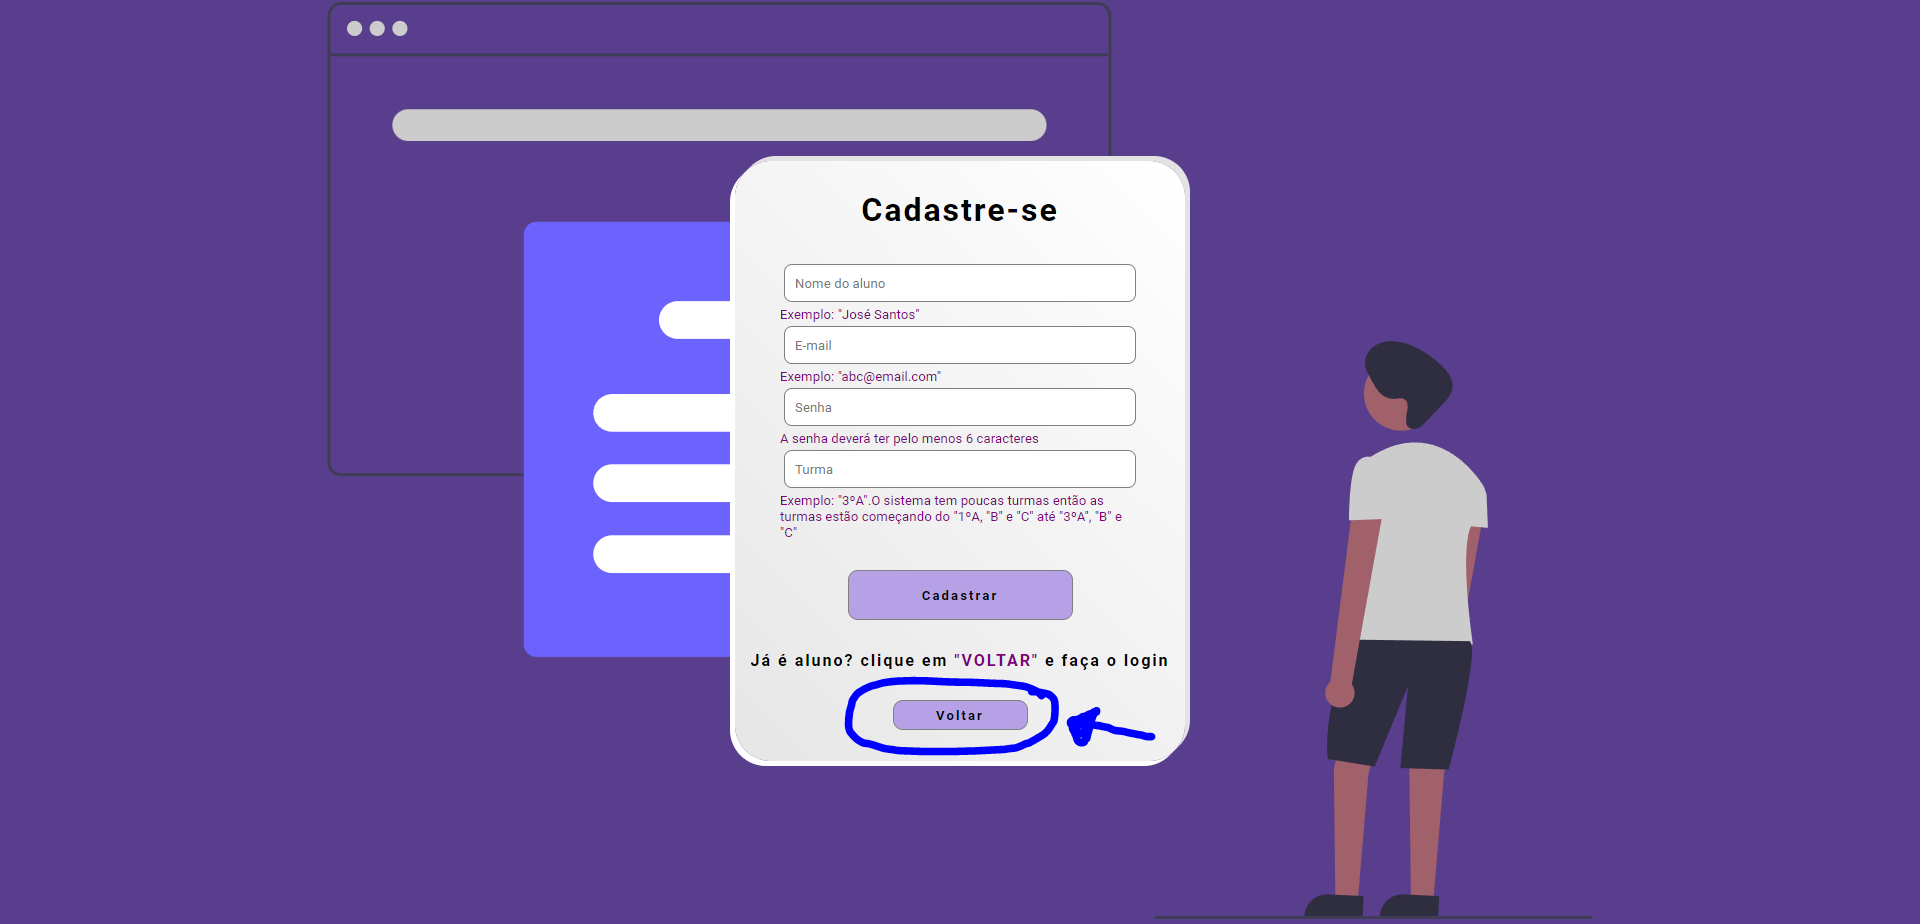 Cadastre-se
Nome do aluno
Exemplo: "José Santos"
E-mail
Exemplo: "abc@email.com"
Senha
A senha deverá ter pelo menos 6 caracteres
Turma
Exemplo: "3ºA".O sistema tem poucas turmas então as
turmas estão começando do "1ºA, "B" e "C" até "3ºA", "B" e
"C"
Cadastrar
Já é aluno? clique em "VOLTAR" e faça o login
Voltar